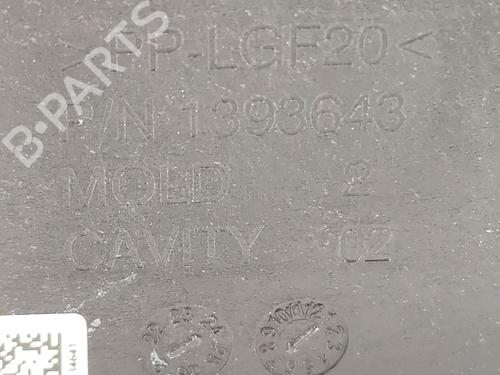 >PP-LGF20<
P/N 1393643
MOLD 2
CAVITY 02
B-PARTS